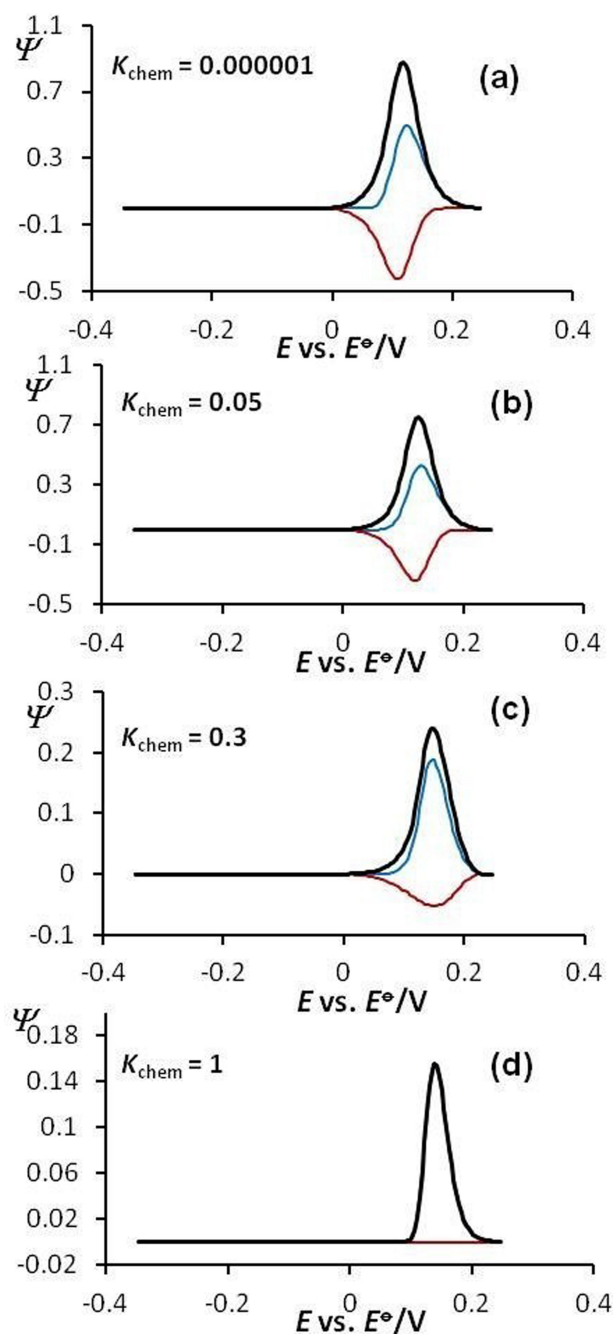 1.1
Ψ
K_chem = 0.000001
(a)
0.7
0.3
-0.1
-0.5
-0.4 -0.2 0 0.2 0.4
E vs. E⊖/V
1.1
Ψ
K_chem = 0.05
(b)
0.7
0.3
-0.1
-0.5
-0.4 -0.2 0 0.2 0.4
E vs. E⊖/V
0.3
Ψ
(c)
K_chem = 0.3
0.2
0.1
0
-0.1
-0.4 -0.2 0 0.2 0.4
E vs. E⊖/V
Ψ
0.18
K_chem = 1
(d)
0.14
0.1
0.06
0.02
-0.02
-0.4 -0.2 0 0.2 0.4
E vs. E⊖/V